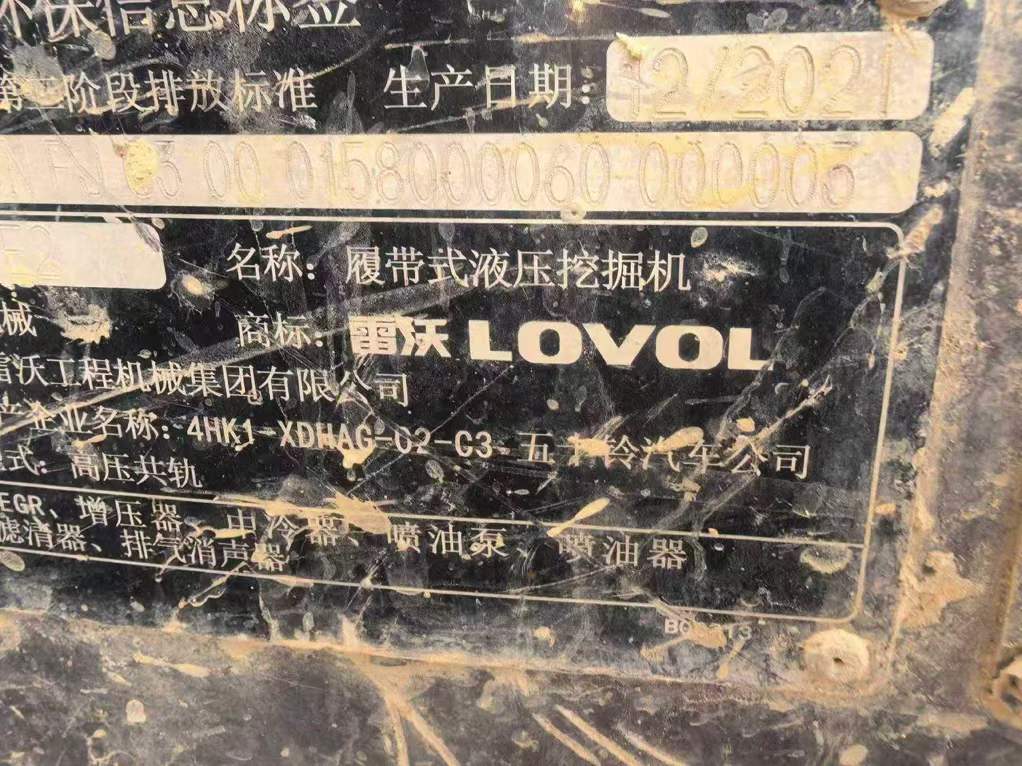 环保信息标签
第三阶段排放标准 生产日期: 12/2021
00 0158000060 000003
名称: 履带式液压挖掘机
械 商标: 雷沃 LOVOL
雷沃工程机械集团有限公司
企业名称: 4HK1-XDHAG-02-C3 五十铃汽车公司
式: 高压共轨
EGR、增压器、中冷器、喷油泵、喷油器
滤清器、排气消声器